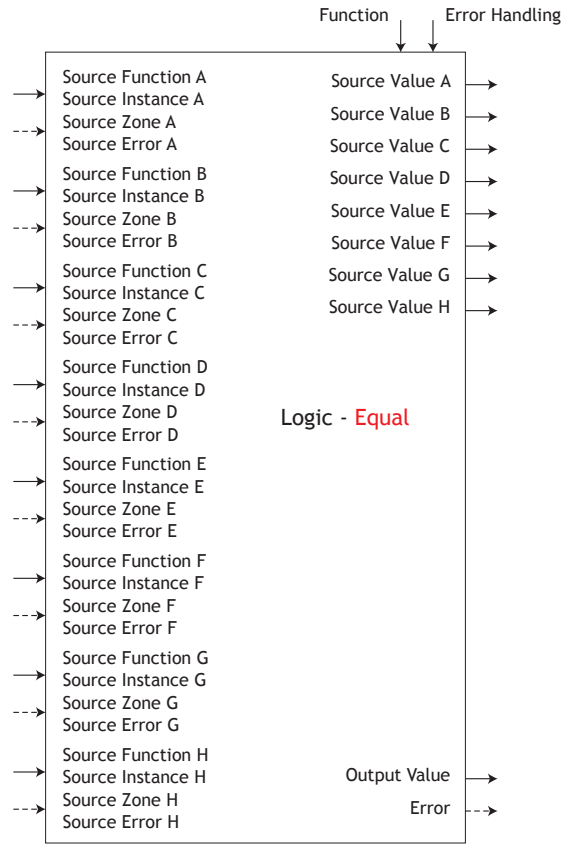 Function
Error Handling
Source Function A
Source Instance A
Source Zone A
Source Error A
Source Function B
Source Instance B
Source Zone B
Source Error B
Source Function C
Source Instance C
Source Zone C
Source Error C
Source Function D
Source Instance D
Source Zone D
Source Error D
Source Function E
Source Instance E
Source Zone E
Source Error E
Source Function F
Source Instance F
Source Zone F
Source Error F
Source Function G
Source Instance G
Source Zone G
Source Error G
Source Function H
Source Instance H
Source Zone H
Source Error H
Source Value A
Source Value B
Source Value C
Source Value D
Source Value E
Source Value F
Source Value G
Source Value H
Logic - Equal
Output Value
Error